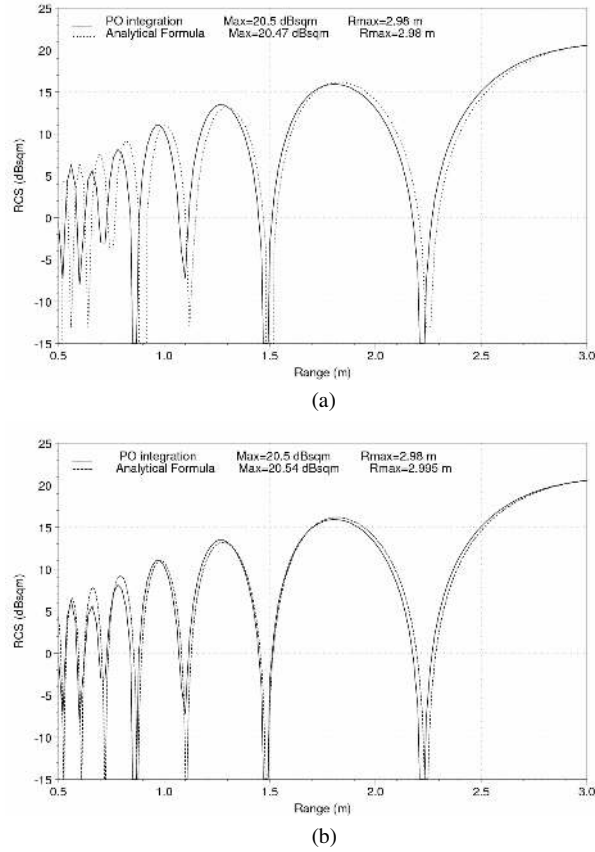 PO integration Max=20.5 dBsqm Rmax=2.98 m
Analytical Formula Max=20.47 dBsqm Rmax=2.98 m
25
20
15
10
5
0
-5
-10
-15
RCS (dBsqm)
0.5 1.0 1.5 2.0 2.5 3.0
Range (m)
(a)
PO integration Max=20.5 dBsqm Rmax=2.98 m
Analytical Formula Max=20.54 dBsqm Rmax=2.995 m
25
20
15
10
5
0
-5
-10
-15
RCS (dBsqm)
0.5 1.0 1.5 2.0 2.5 3.0
Range (m)
(b)